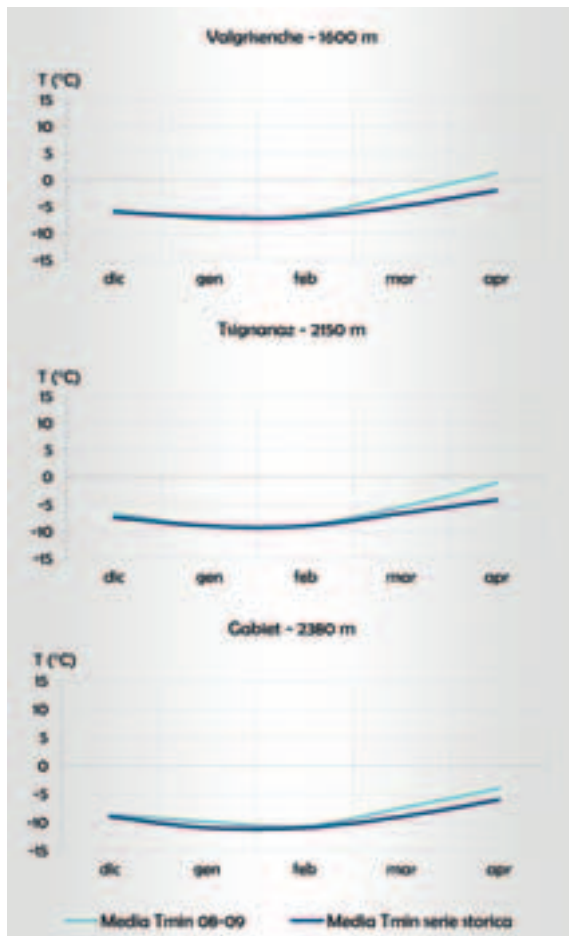 Valgrisenche - 1600 m
T (°C)
15
10
5
0
-5
-10
-15
dic gen feb mar apr
Tsignanaz - 2150 m
T (°C)
15
10
5
0
-5
-10
-15
dic gen feb mar apr
Gabiet - 2380 m
T (°C)
15
10
5
0
-5
-10
-15
dic gen feb mar apr
Media Tmin 08-09 Media Tmin serie storica